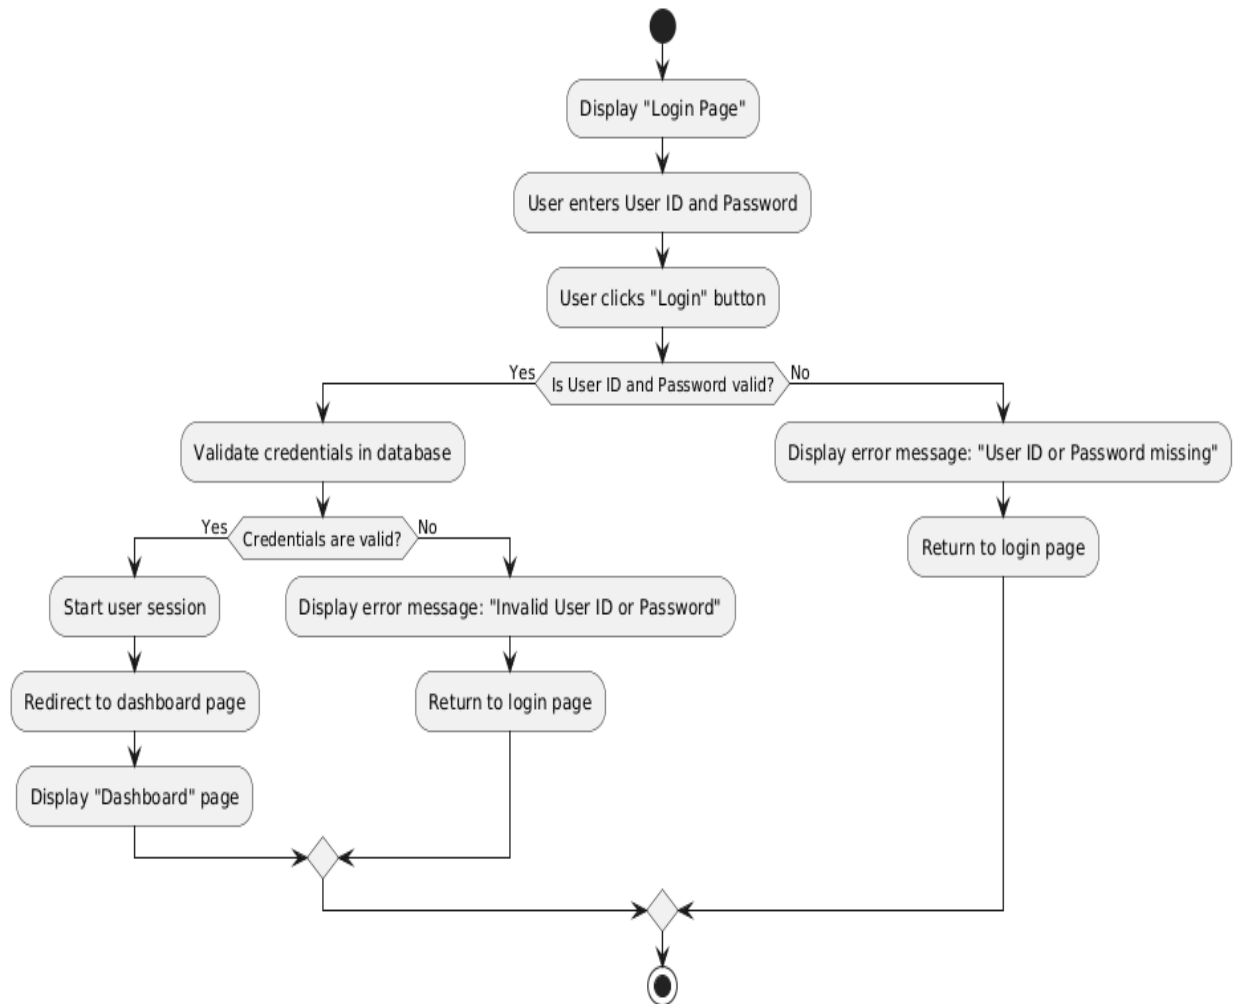 Display "Login Page"
User enters User ID and Password
User clicks "Login" button
Yes
Is User ID and Password valid?
No
Validate credentials in database
Display error message: "User ID or Password missing"
Yes
Credentials are valid?
No
Return to login page
Start user session
Display error message: "Invalid User ID or Password"
Redirect to dashboard page
Return to login page
Display "Dashboard" page